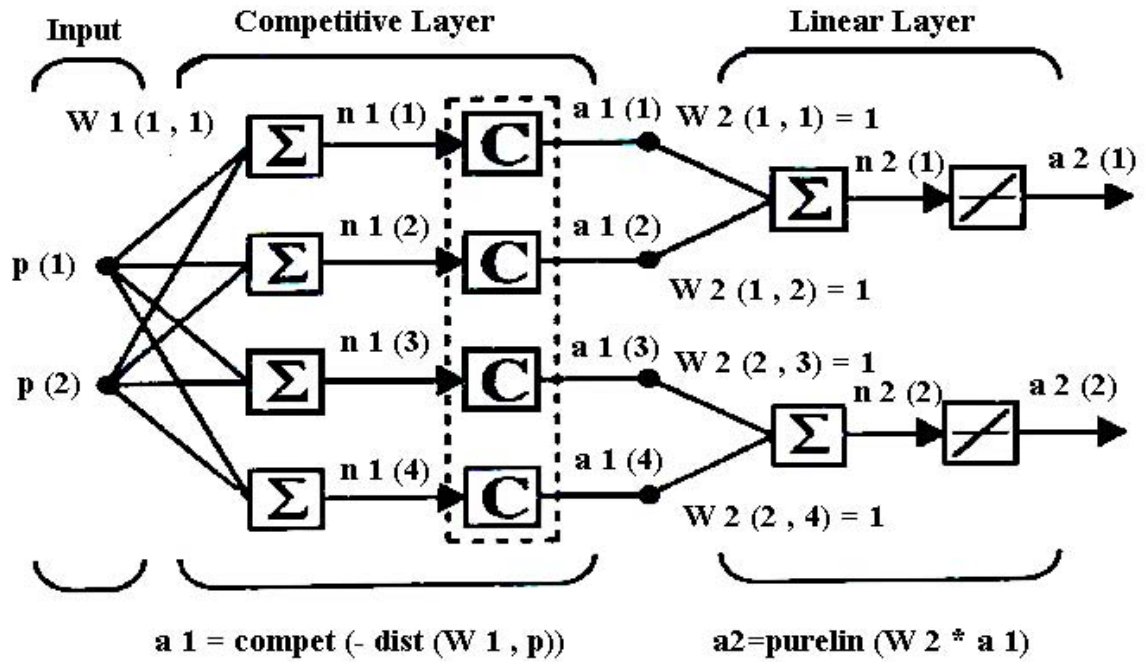 Input
Competitive Layer
Linear Layer
W 1 (1 , 1)
n 1 (1)
a 1 (1)
W 2 (1 , 1) = 1
Σ
C
n 2 (1)
a 2 (1)
Σ
p (1)
n 1 (2)
a 1 (2)
Σ
C
W 2 (1 , 2) = 1
p (2)
n 1 (3)
a 1 (3)
W 2 (2 , 3) = 1
Σ
C
n 2 (2)
a 2 (2)
Σ
n 1 (4)
a 1 (4)
Σ
C
W 2 (2 , 4) = 1
a 1 = compet (- dist (W 1 , p))
a2=purelin (W 2 * a 1)